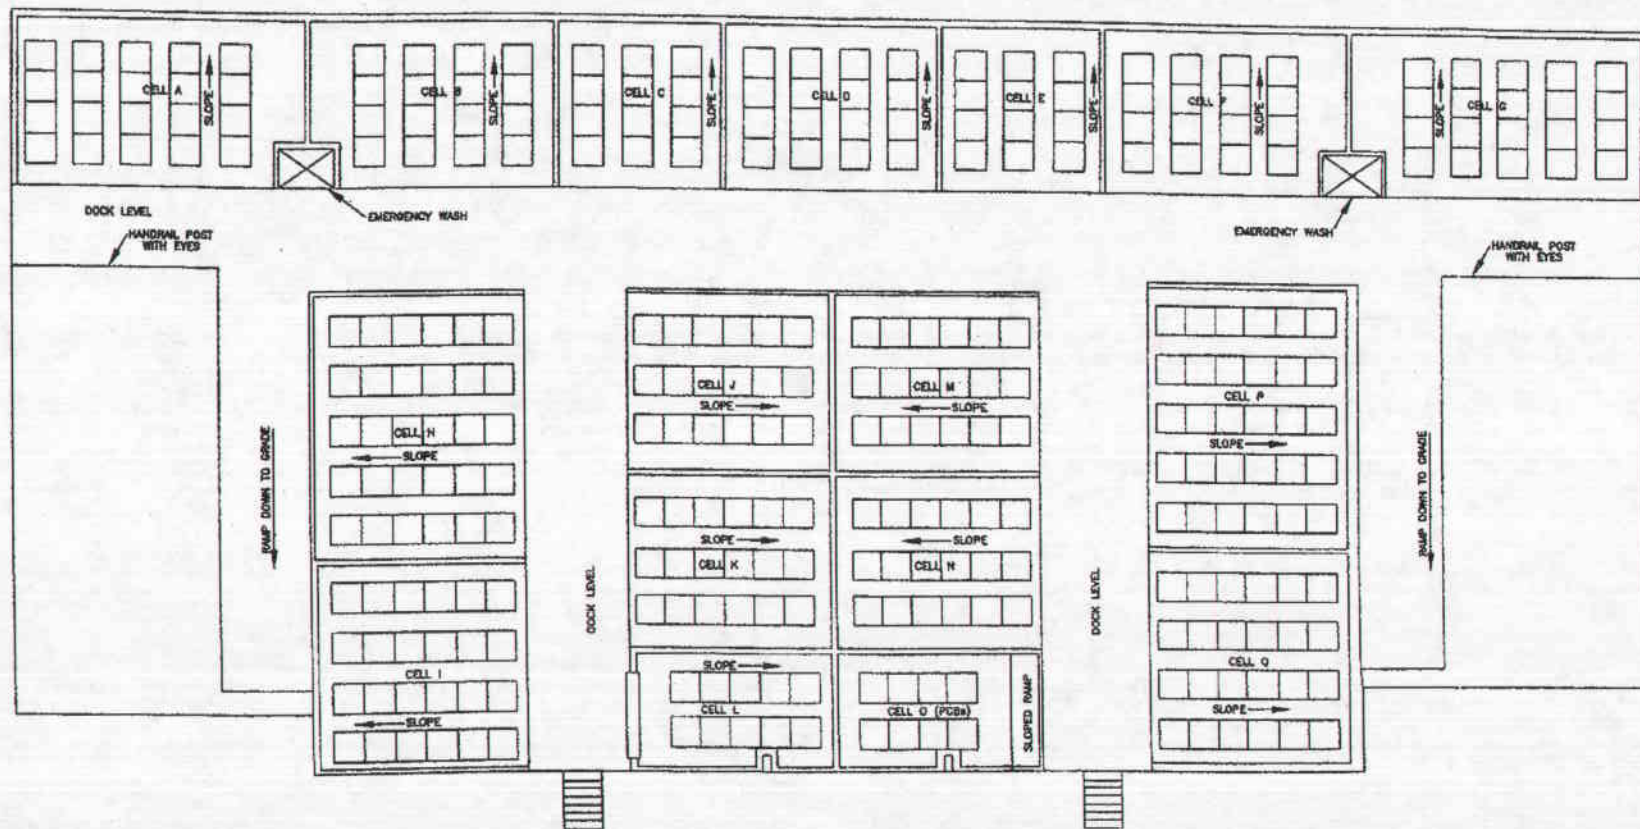 CELL A
SLOPE
CELL B
SLOPE
CELL C
SLOPE
CELL D
SLOPE
CELL E
SLOPE
CELL F
SLOPE
SLOPE
CELL G
DOCK LEVEL
EMERGENCY WASH
HANDRAIL POST
WITH EYES
EMERGENCY WASH
HANDRAIL POST
WITH EYES
RAMP DOWN TO GRADE
CELL H
SLOPE
CELL I
SLOPE
DOCK LEVEL
CELL J
SLOPE
CELL M
SLOPE
SLOPE
CELL K
SLOPE
CELL N
SLOPE
CELL L
CELL O (PCBs)
SLOPED RAMP
DOCK LEVEL
CELL P
SLOPE
CELL Q
SLOPE
RAMP DOWN TO GRADE